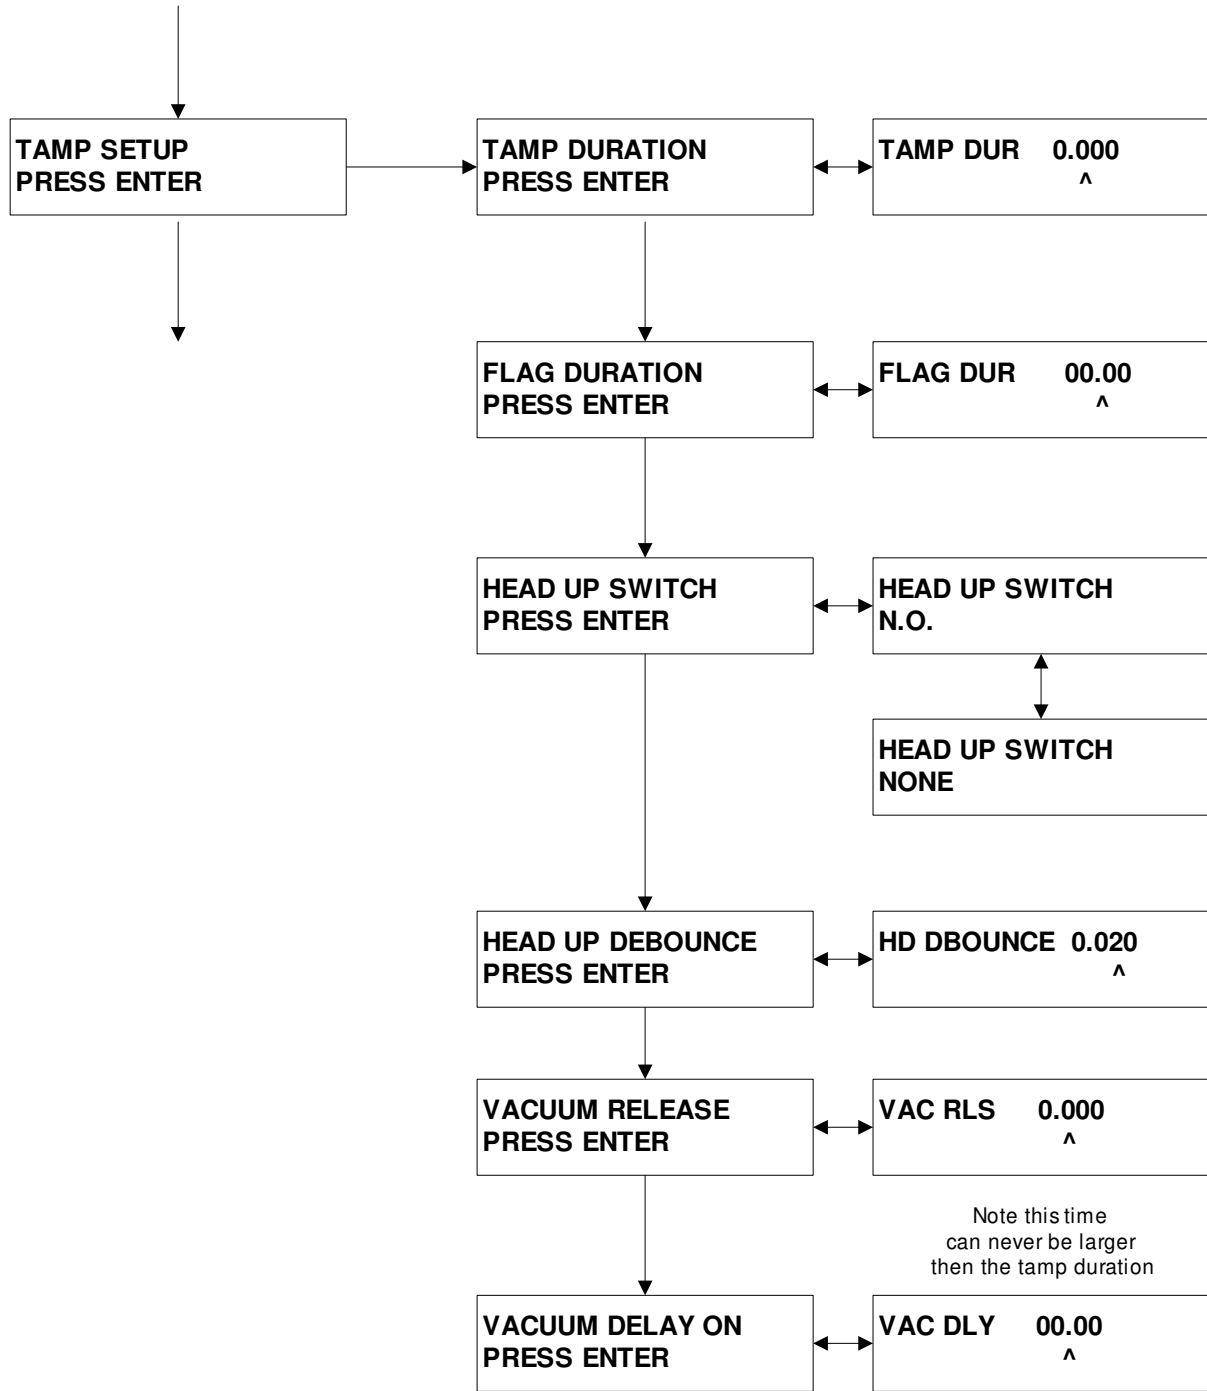 TAMP SETUP
PRESS ENTER
TAMP DURATION
PRESS ENTER
TAMP DUR 0.000
^
FLAG DURATION
PRESS ENTER
FLAG DUR 00.00
^
HEAD UP SWITCH
PRESS ENTER
HEAD UP SWITCH
N.O.
HEAD UP SWITCH
NONE
HEAD UP DEBOUNCE
PRESS ENTER
HD DBOUNCE 0.020
^
VACUUM RELEASE
PRESS ENTER
VAC RLS 0.000
^
Note this time
can never be larger
then the tamp duration
VACUUM DELAY ON
PRESS ENTER
VAC DLY 00.00
^